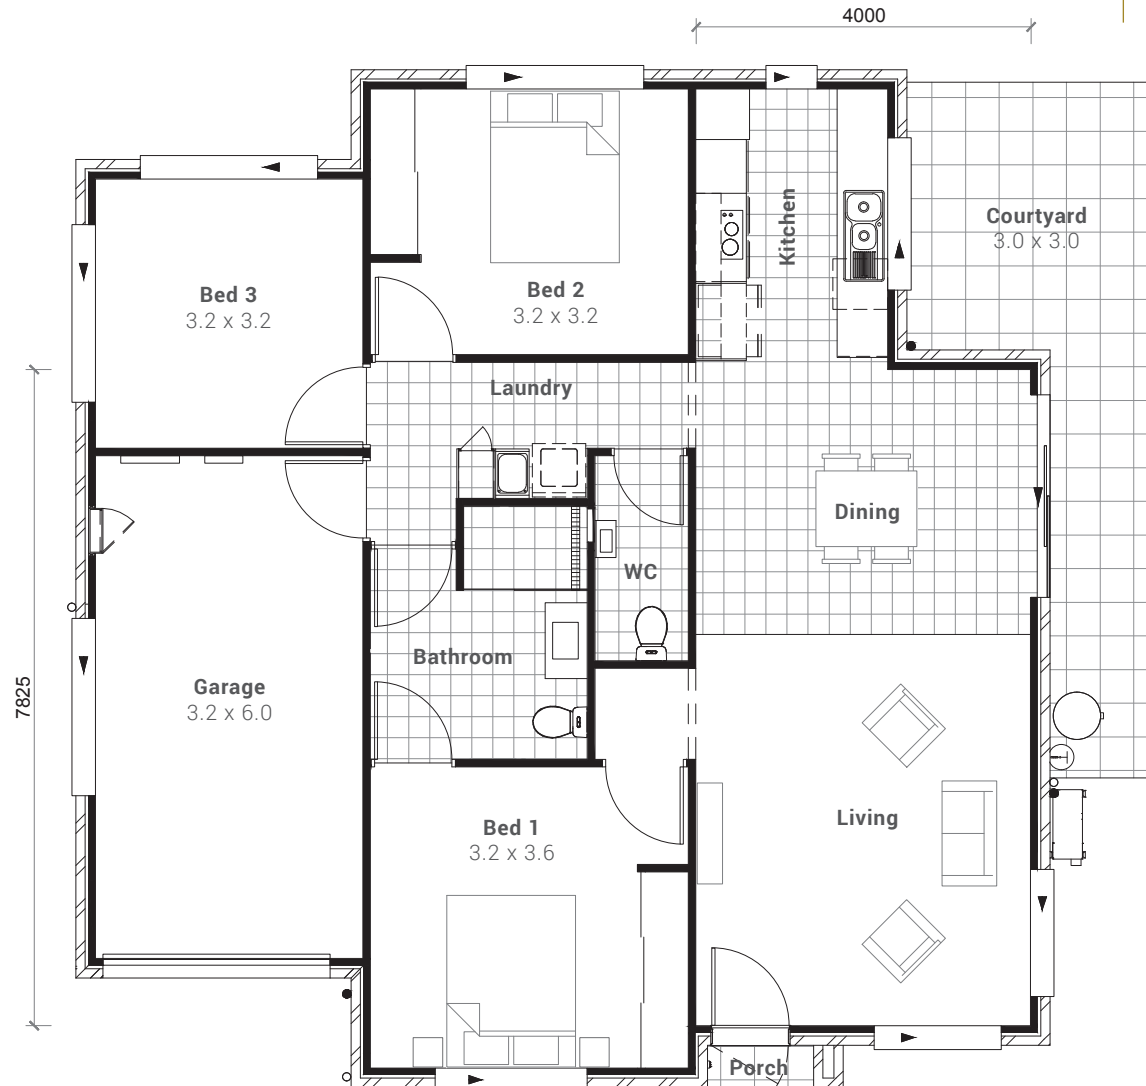 4000
Courtyard
3.0 x 3.0
Kitchen
Bed 3
3.2 x 3.2
Bed 2
3.2 x 3.2
Laundry
Dining
WC
Bathroom
Garage
3.2 x 6.0
7825
Living
Bed 1
3.2 x 3.6
Porch